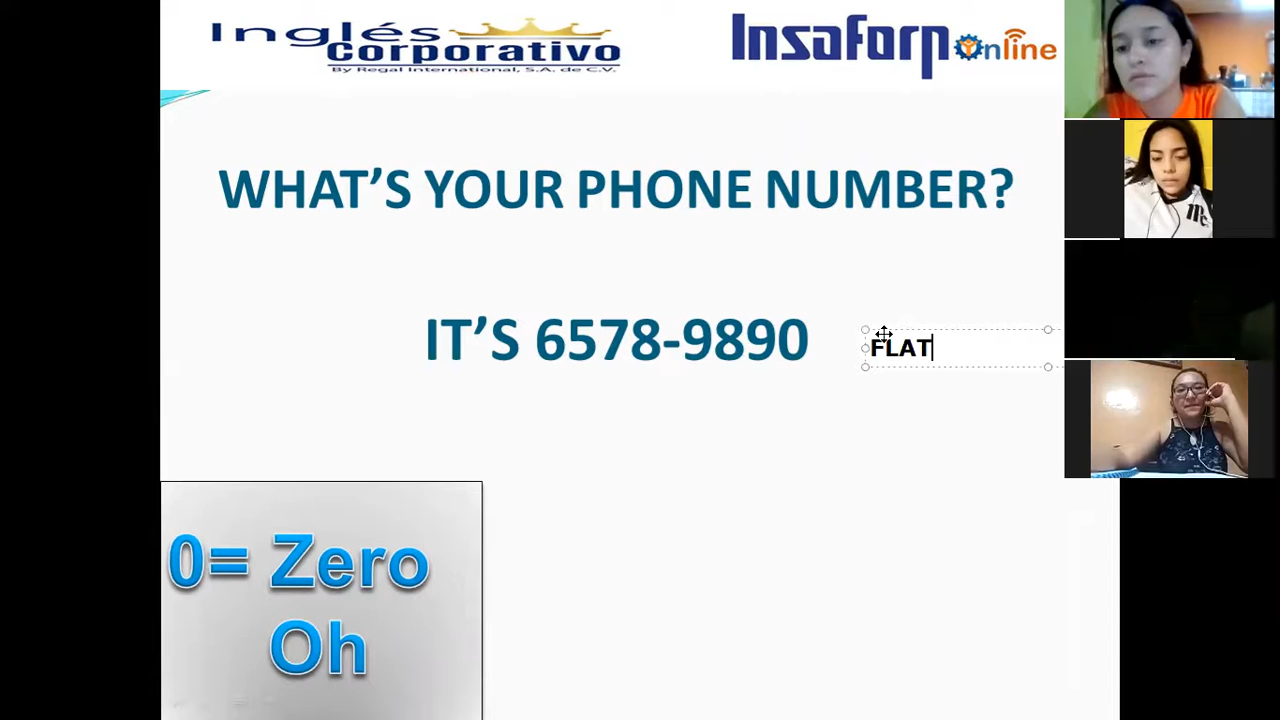 Inglés
Corporativo
By Regal International, S.A. de C.V.
Insaforp Online
WHAT'S YOUR PHONE NUMBER?
IT'S 6578-9890
FLAT
0= Zero
Oh